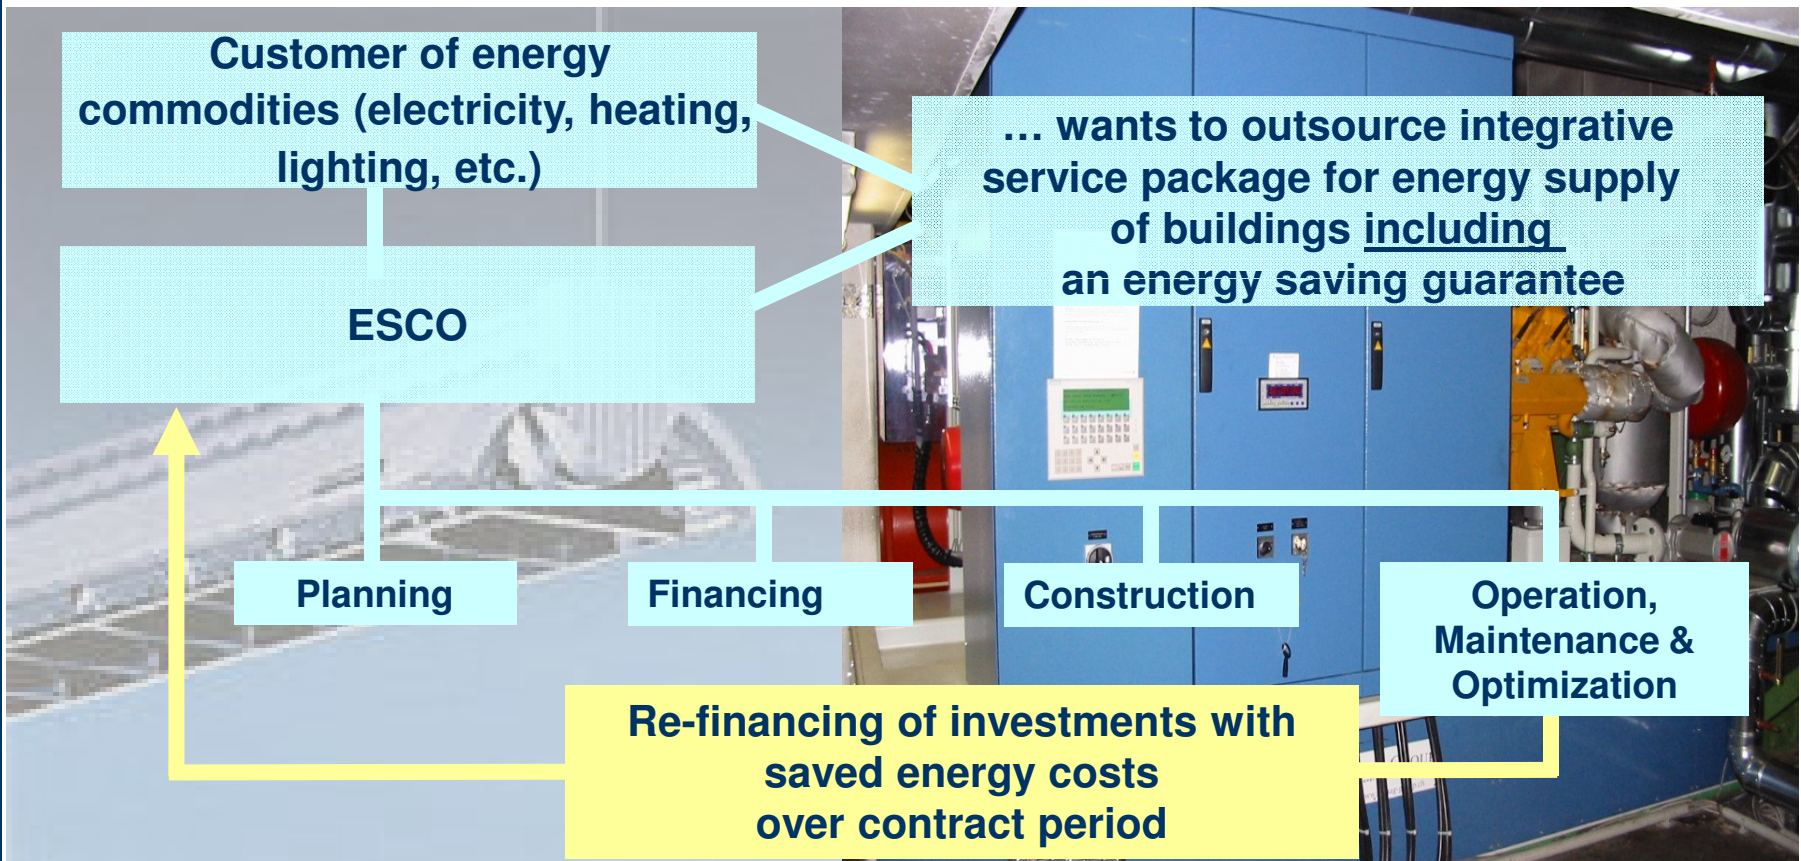 Customer of energy
commodities (electricity, heating,
lighting, etc.)
... wants to outsource integrative
service package for energy supply
of buildings including
an energy saving guarantee
ESCO
Planning
Financing
Construction
Operation,
Maintenance &
Optimization
Re-financing of investments with
saved energy costs
over contract period